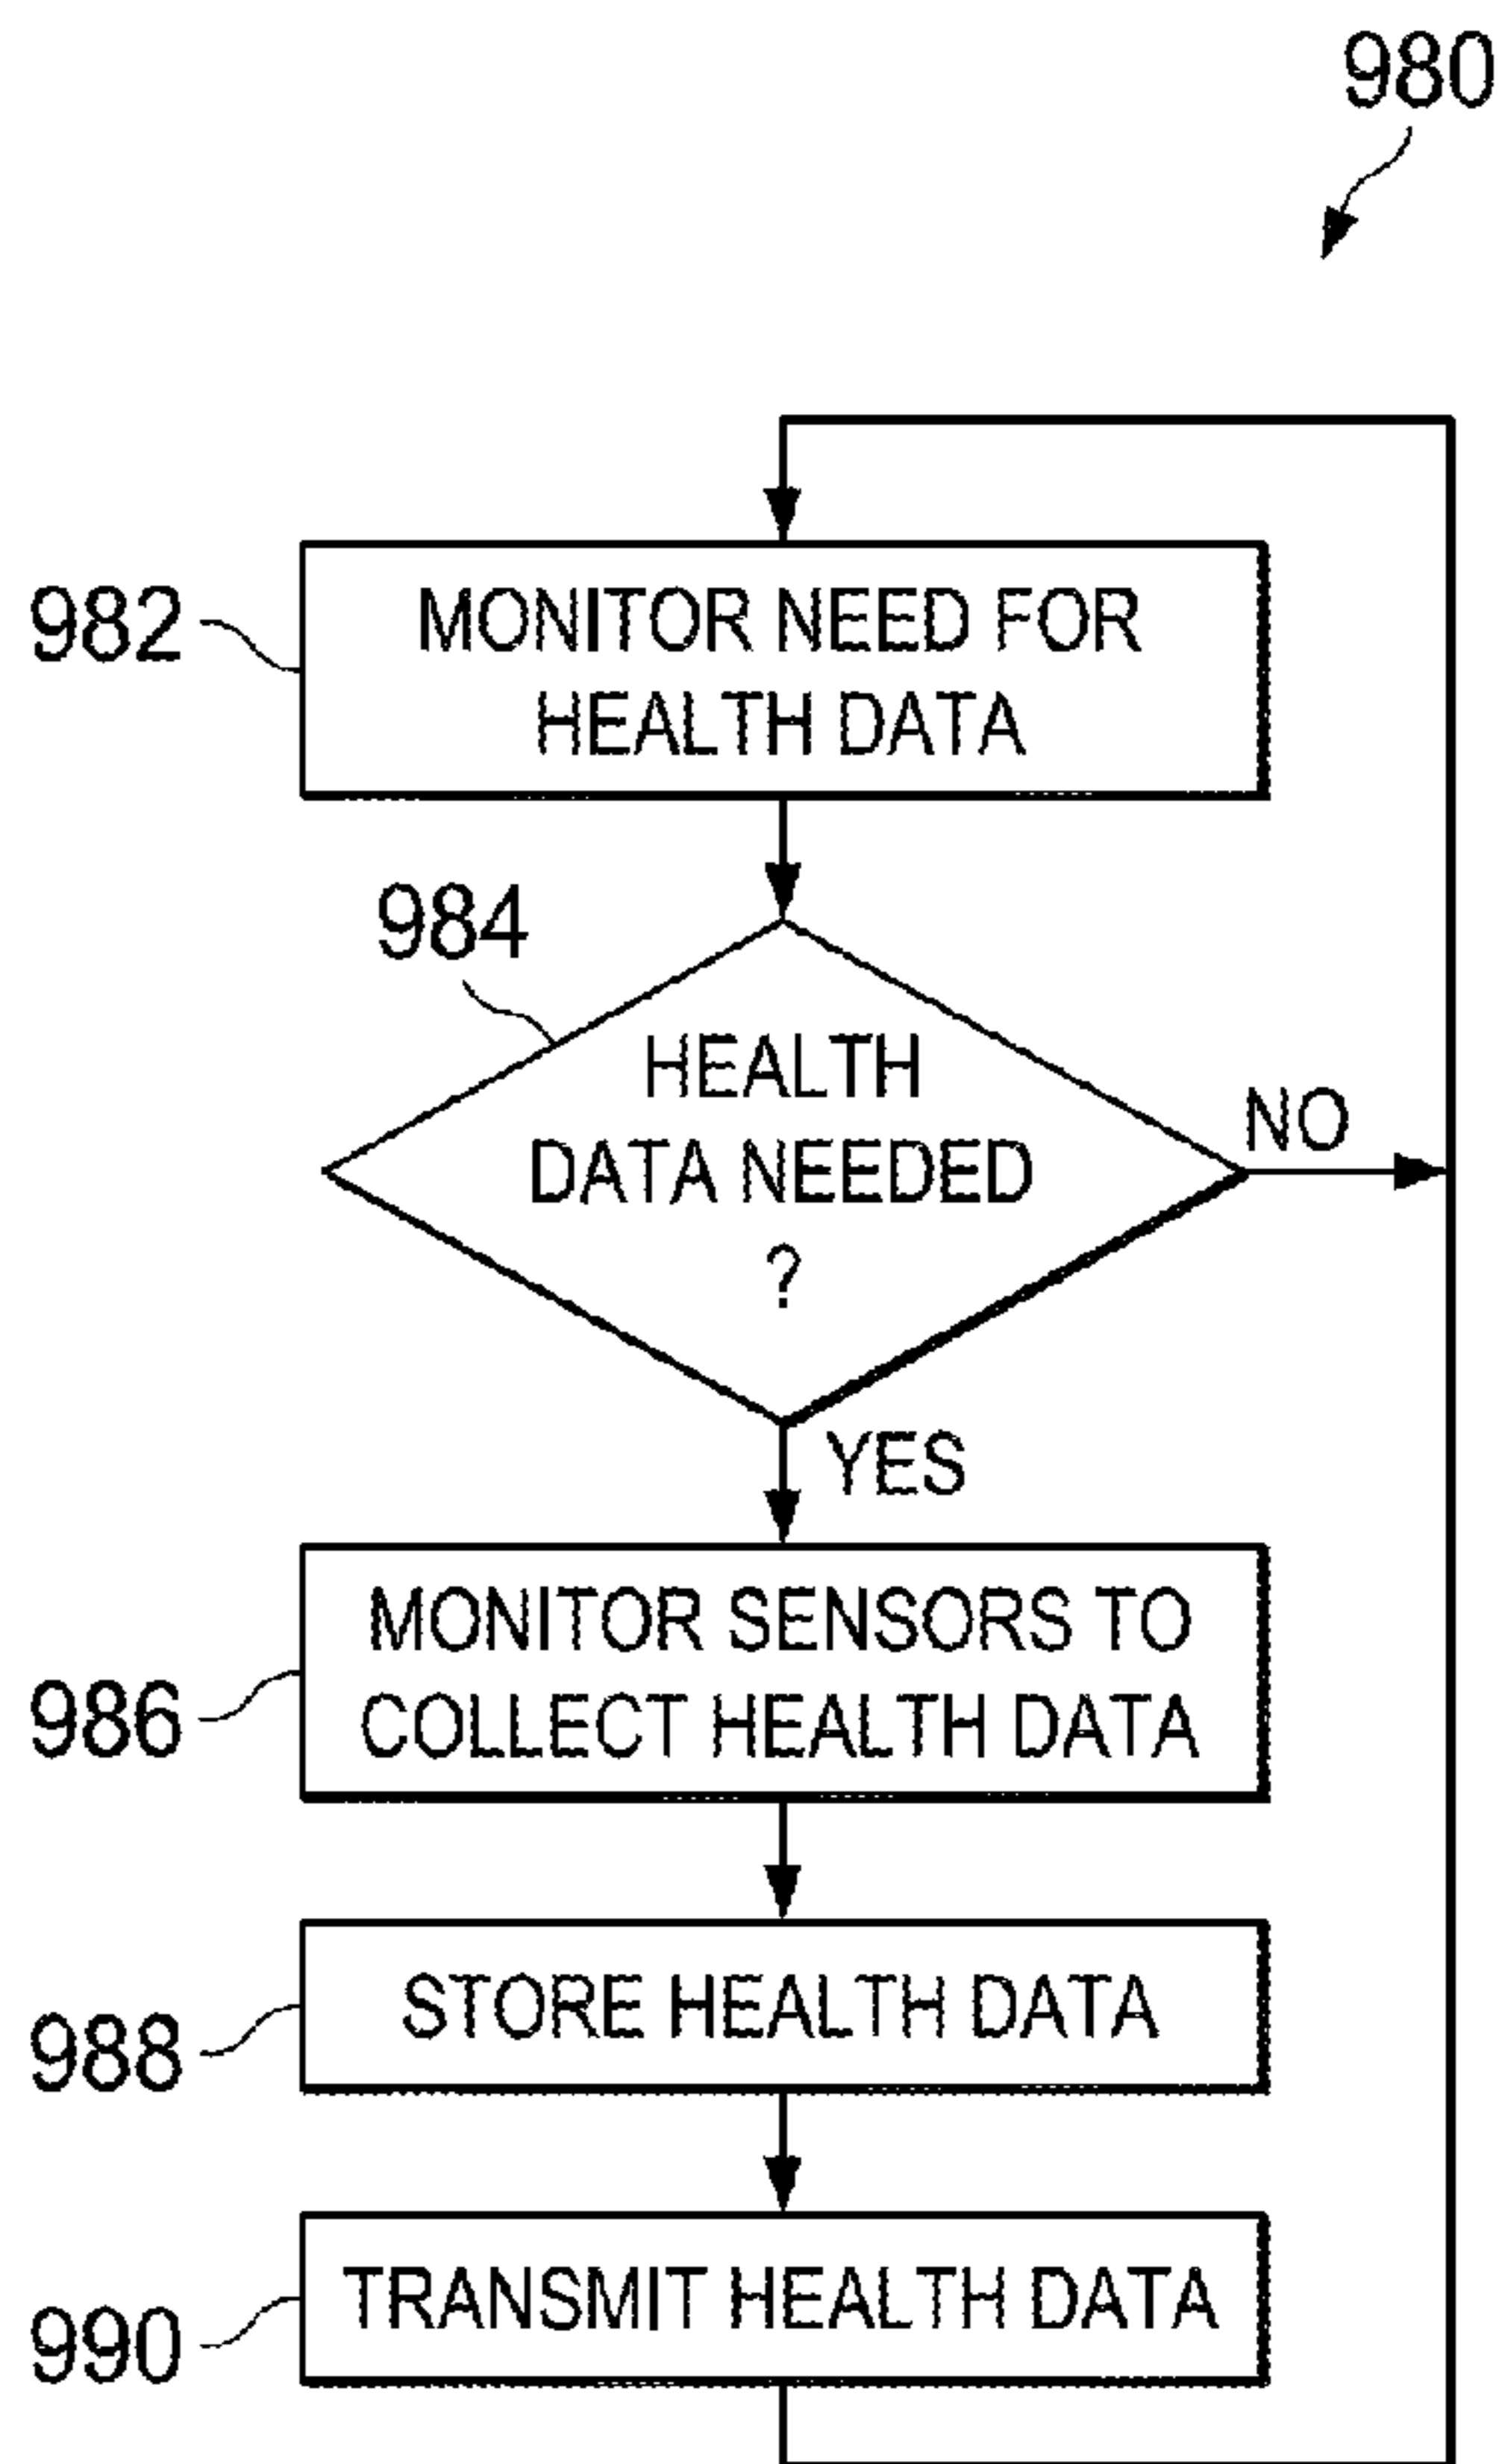 980
982
MONITOR NEED FOR
HEALTH DATA
984
HEALTH
DATA NEEDED
?
NO
YES
986
MONITOR SENSORS TO
COLLECT HEALTH DATA
988
STORE HEALTH DATA
990
TRANSMIT HEALTH DATA